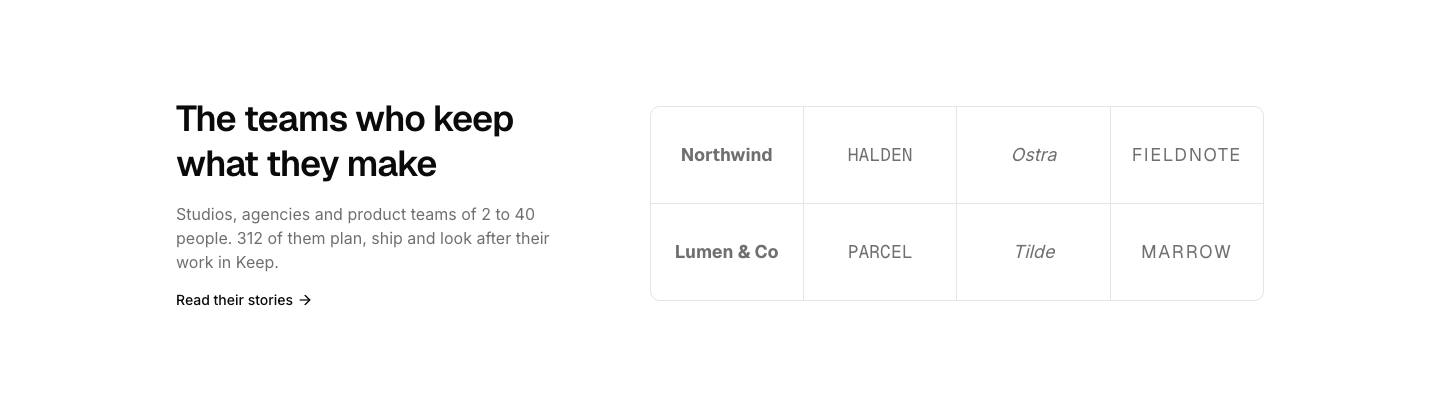 The teams who keep
what they make
Studios, agencies and product teams of 2 to 40
people. 312 of them plan, ship and look after their
work in Keep.
Read their stories →
Northwind
HALDEN
Ostra
FIELDNOTE
Lumen & Co
PARCEL
Tilde
MARROW